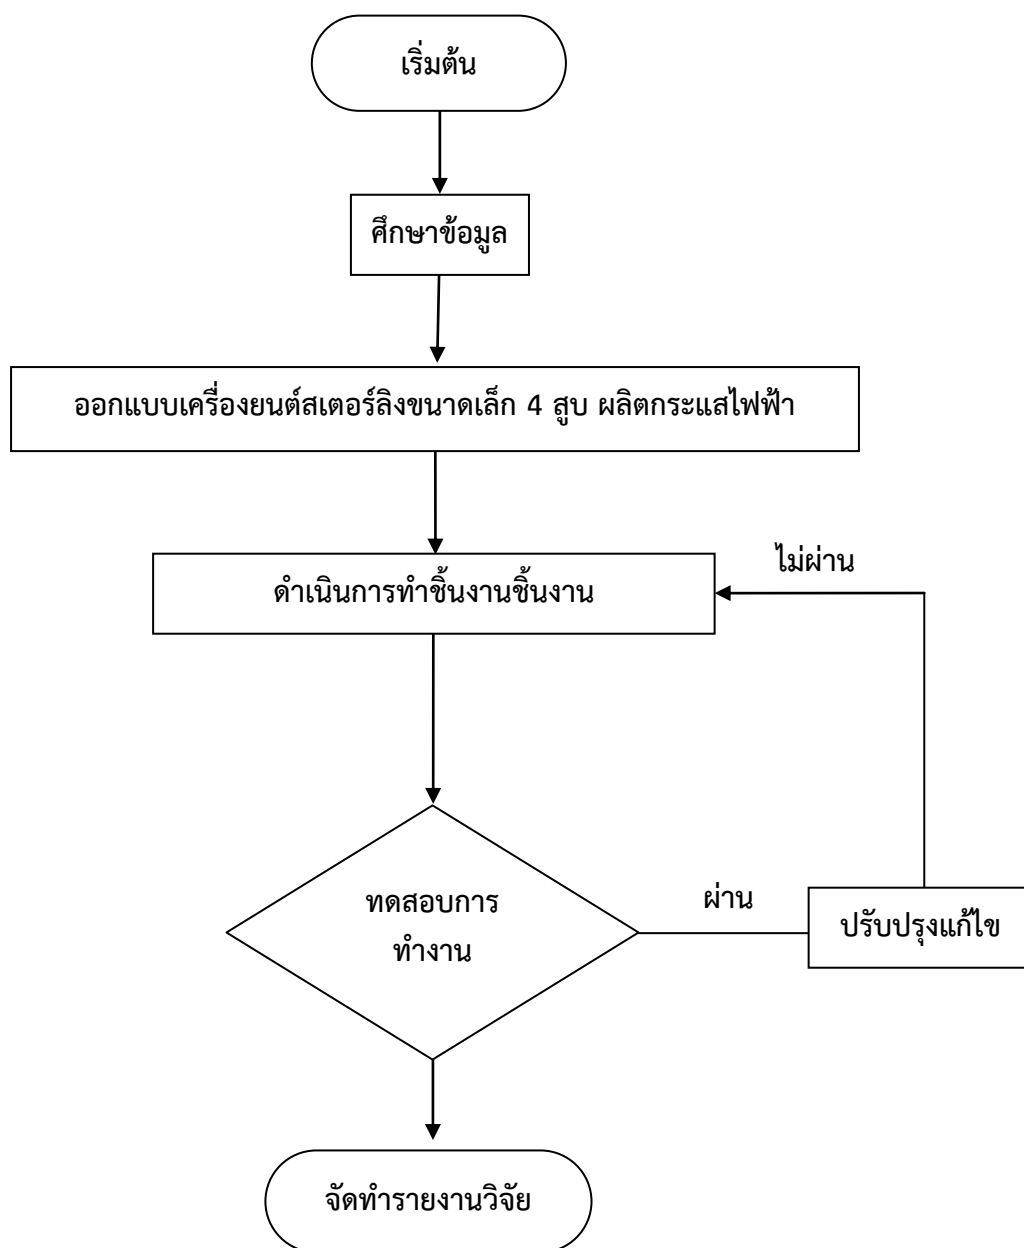 เริ่มต้น
ศึกษาข้อมูล
ออกแบบเครื่องยนต์สเตอร์ลิงขนาดเล็ก 4 สูบ ผลิตกระแสไฟฟ้า
ไม่ผ่าน
ดำเนินการทำชิ้นงานชิ้นงาน
ทดสอบการ
ทำงาน
ผ่าน
ปรับปรุงแก้ไข
จัดทำรายงานวิจัย